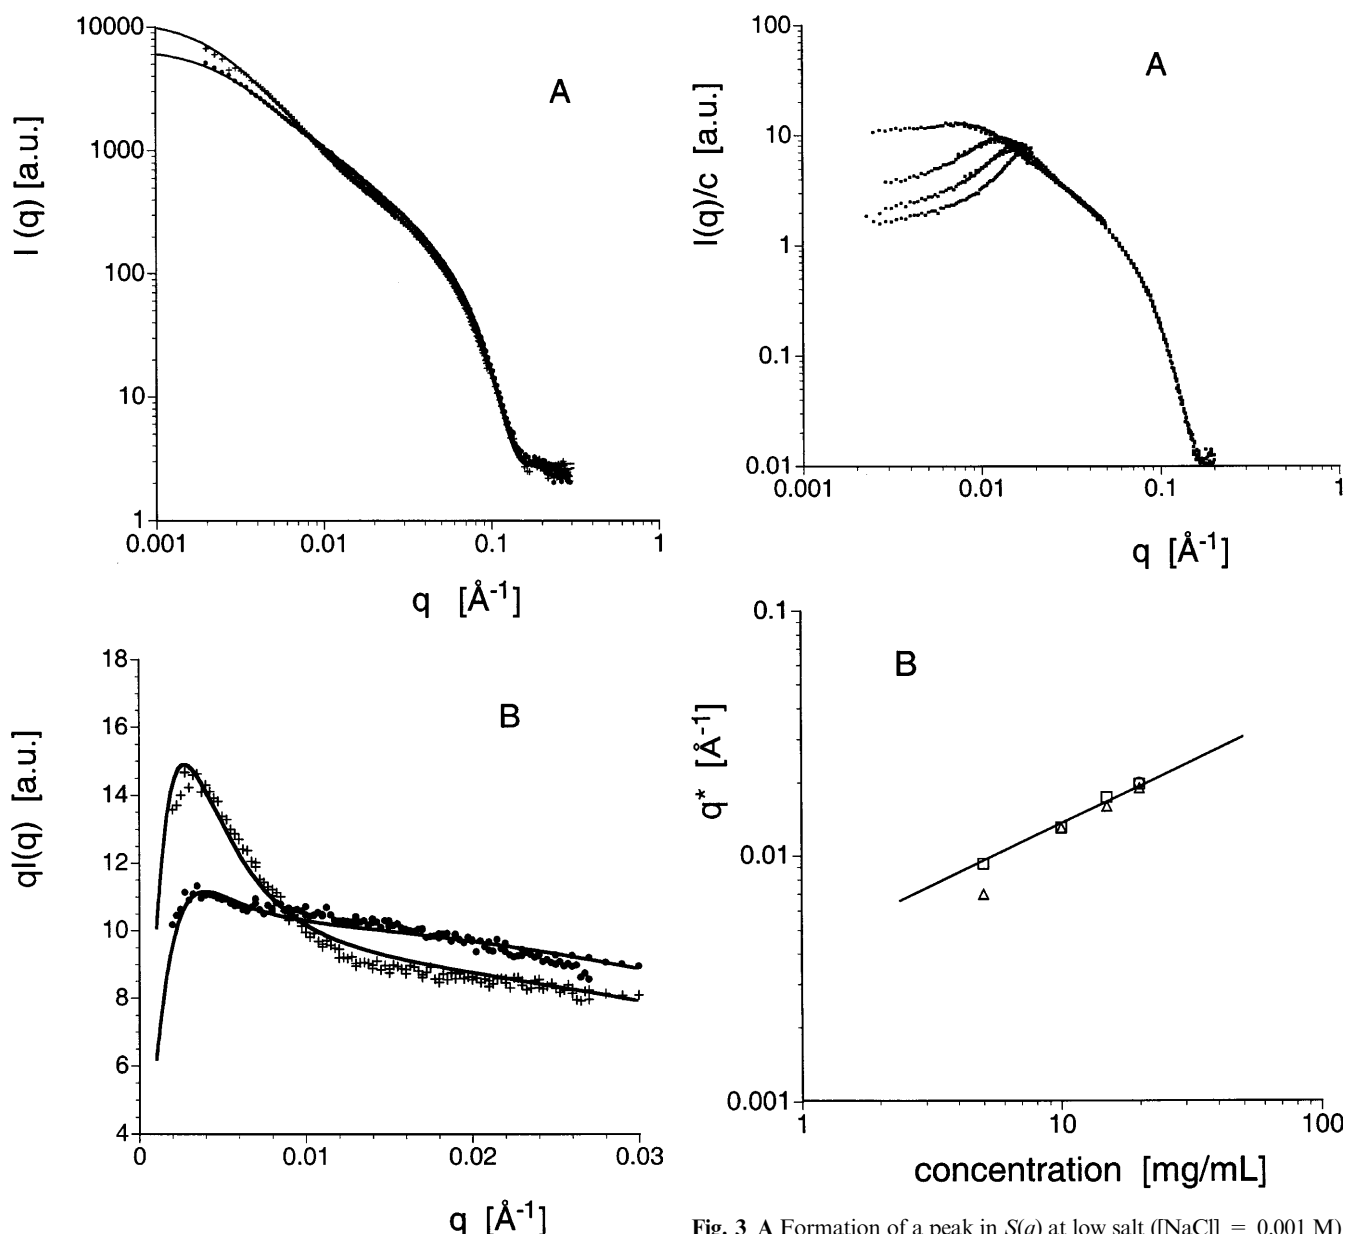 10000
1000
100
10
1
I (q) [a.u.]
A
0.001
0.01
0.1
1
q [Å-1]
18
16
14
12
10
8
6
4
qI(q) [a.u.]
B
0
0.01
0.02
0.03
q [Å-1]
100
10
1
0.1
0.01
I(q)/c [a.u.]
A
0.001
0.01
0.1
1
q [Å-1]
0.1
0.01
0.001
q* [Å-1]
B
1
10
100
concentration [mg/mL]
Fig. 3 A Formation of a peak in S(q) at low salt ([NaCl] = 0.001 M)